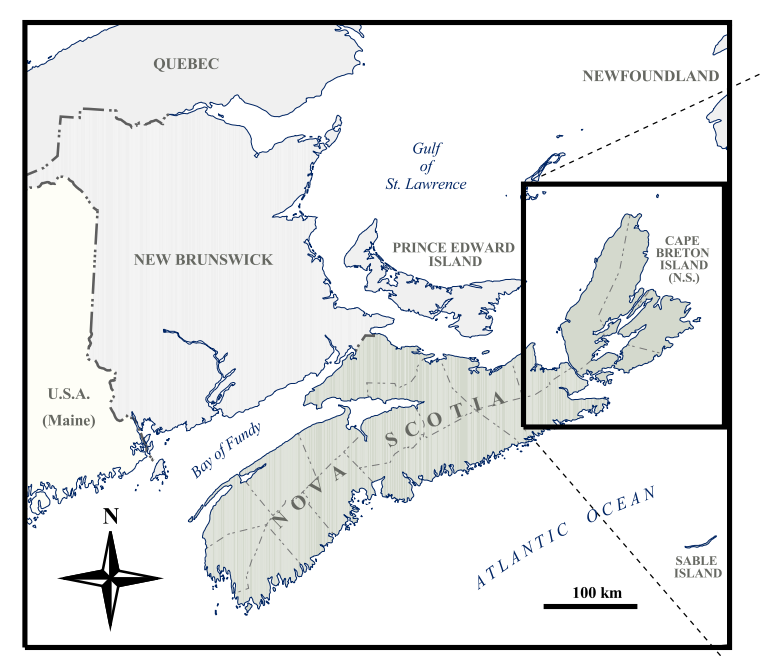 QUEBEC
NEWFOUNDLAND
Gulf
of
St. Lawrence
PRINCE EDWARD
ISLAND
CAPE
BRETON
ISLAND
(N.S.)
NEW BRUNSWICK
U.S.A.
(Maine)
Bay of Fundy
NOVA SCOTIA
ATLANTIC OCEAN
N
SABLE
ISLAND
100 km